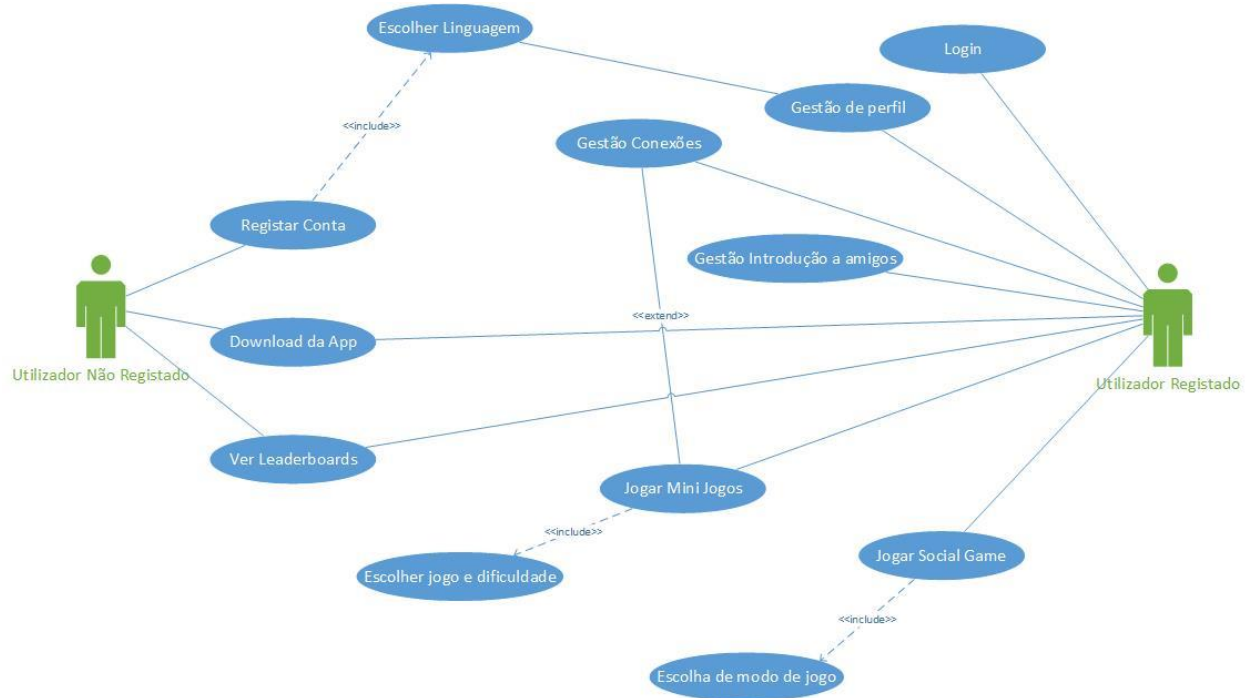 Escolher Linguagem
Login
Gestão de perfil
<<include>>
Gestão Conexões
Registar Conta
Gestão Introdução a amigos
<<extend>>
Download da App
Utilizador Não Registado
Utilizador Registado
Ver Leaderboards
Jogar Mini Jogos
<<include>>
Jogar Social Game
Escolher jogo e dificuldade
<<include>>
Escolha de modo de jogo